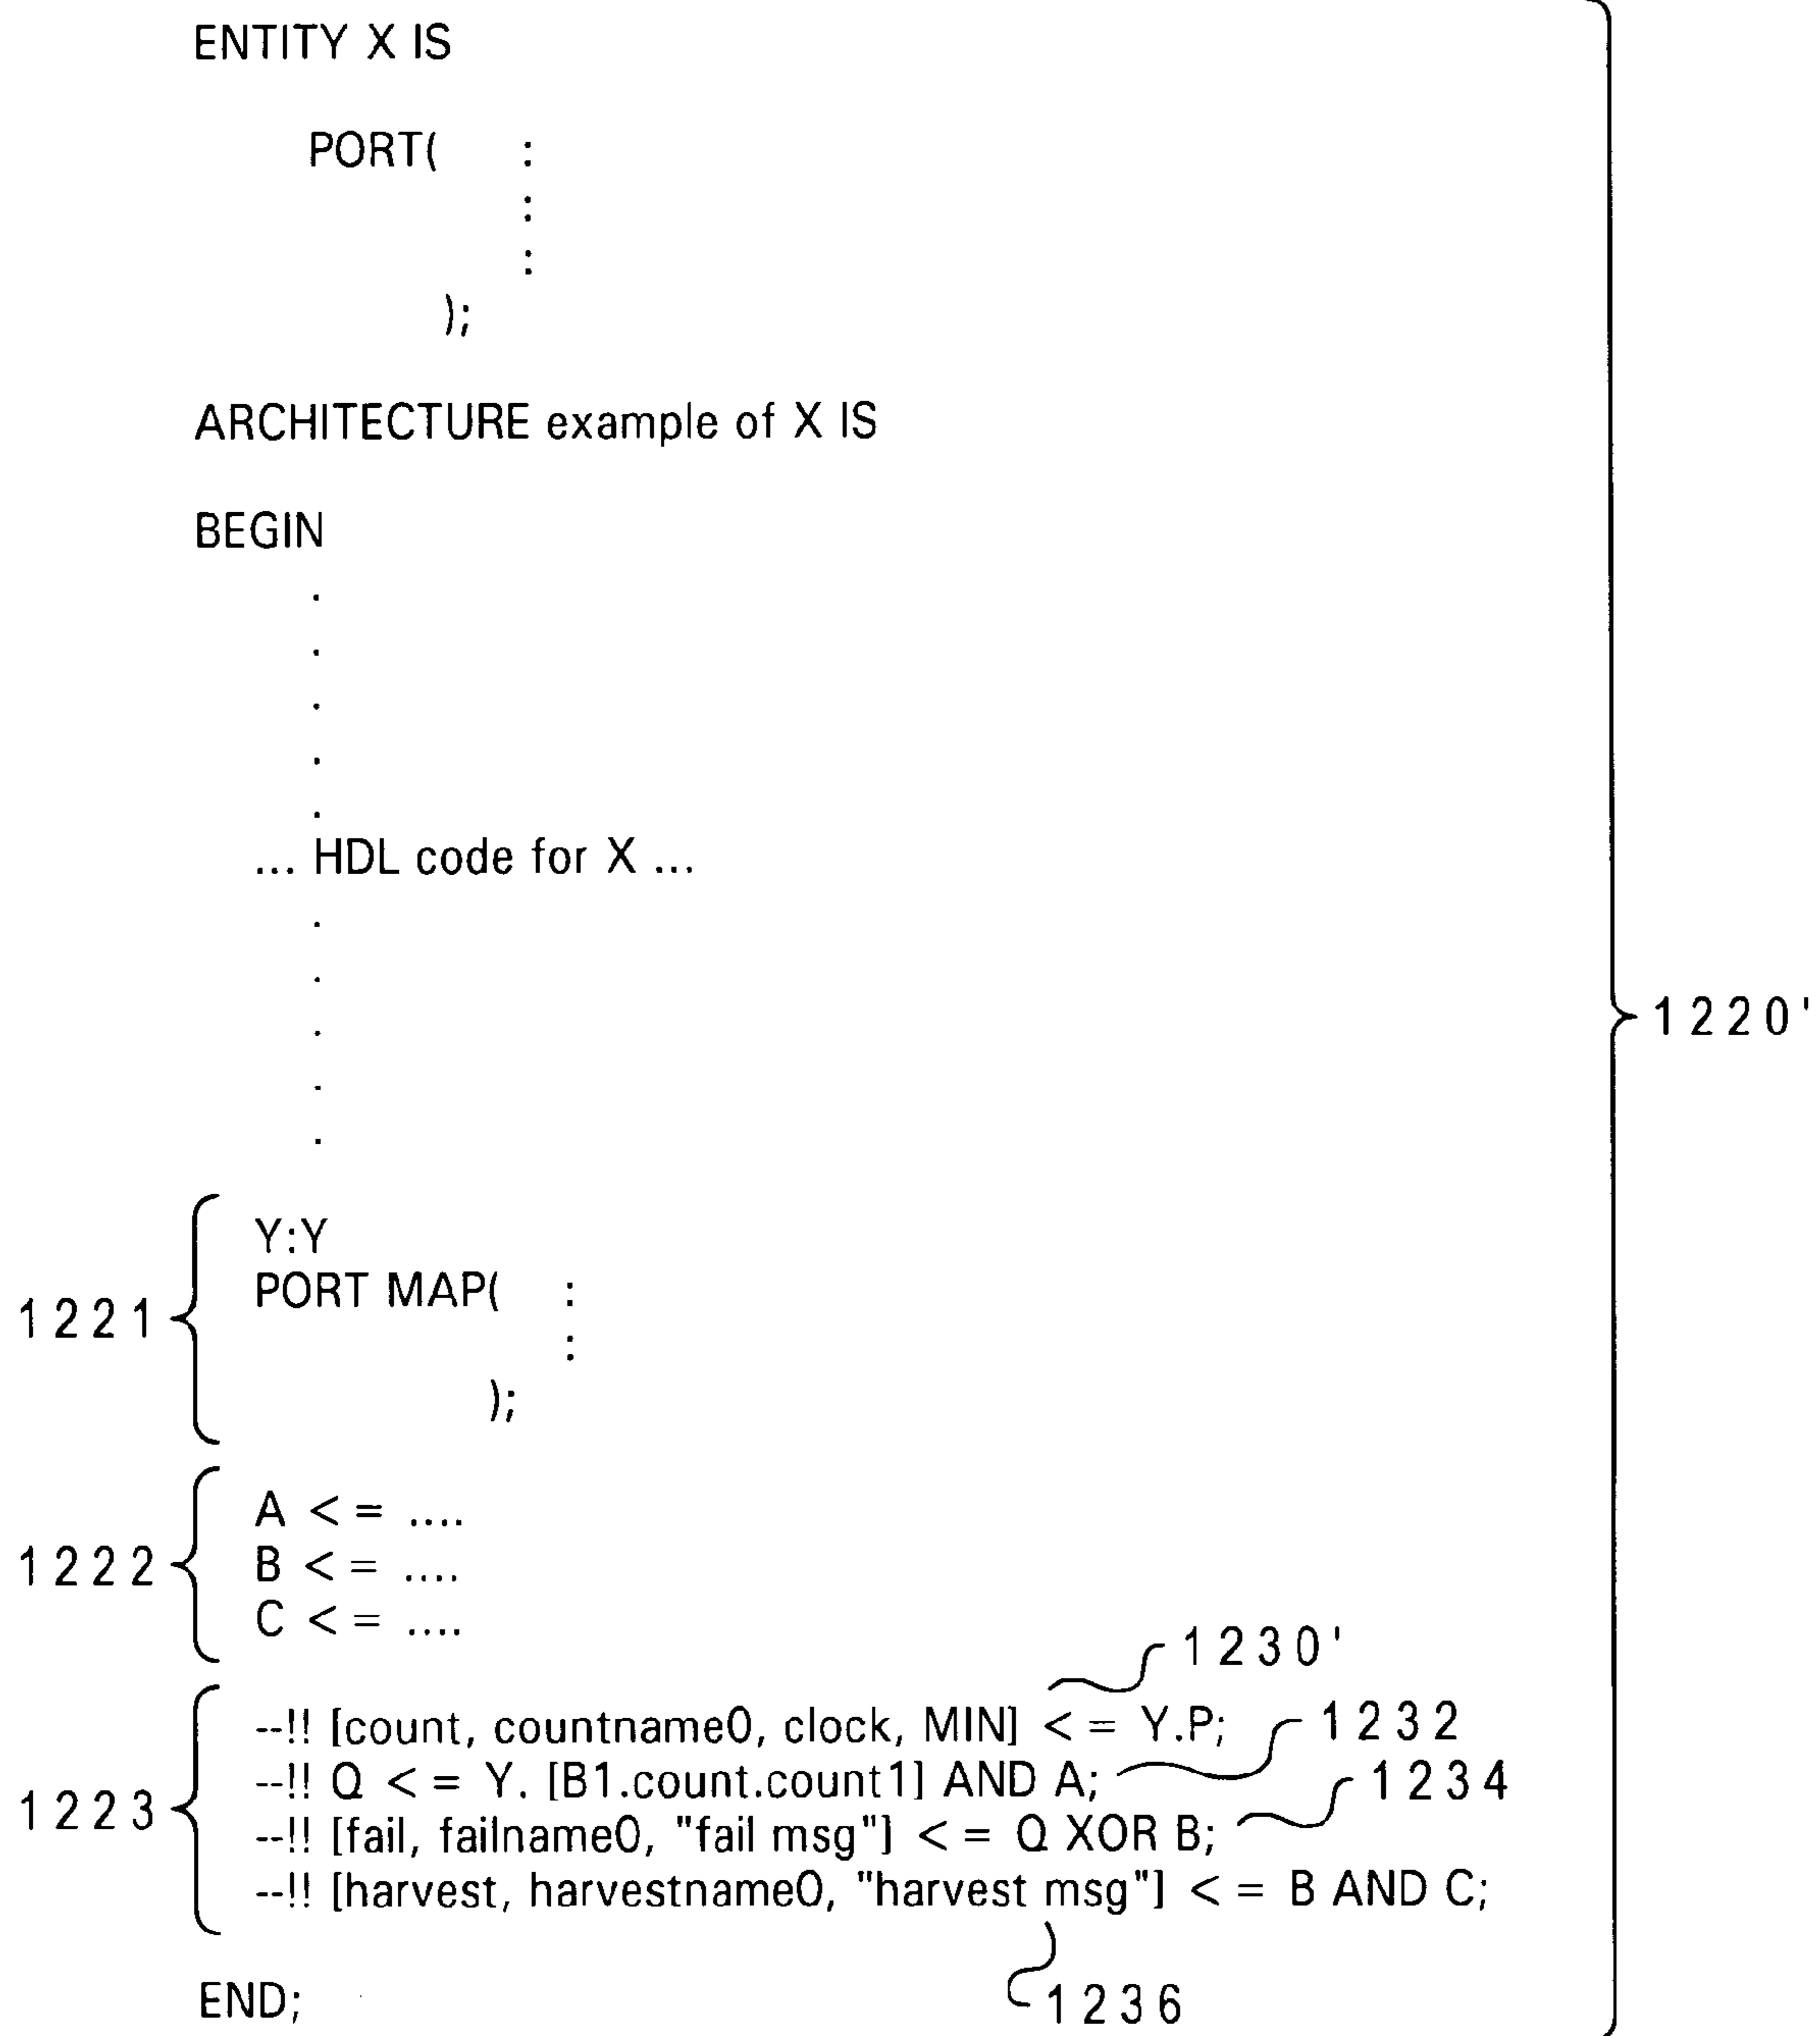 ENTITY X IS
PORT( :
:
:
);
ARCHITECTURE example of X IS
BEGIN
.
.
.
.
.
... HDL code for X ...
.
.
.
.
.
1220'
Y:Y
PORT MAP( :
1221
:
);
A < = ....
1222 B < = ....
C < = ....
1230'
--!! [count, countname0, clock, MIN] < = Y.P; 1232
--!! Q < = Y. [B1.count.count1] AND A; 1234
1223
--!! [fail, failname0, "fail msg"] < = Q XOR B;
--!! [harvest, harvestname0, "harvest msg"] < = B AND C;
END; 1236